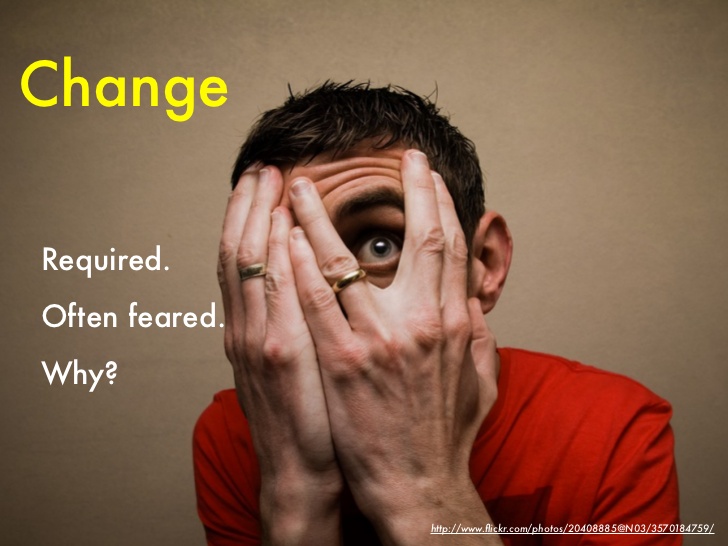 Change
Required.
Often feared.
Why?
http://www.flickr.com/photos/20408885@N03/3570184759/